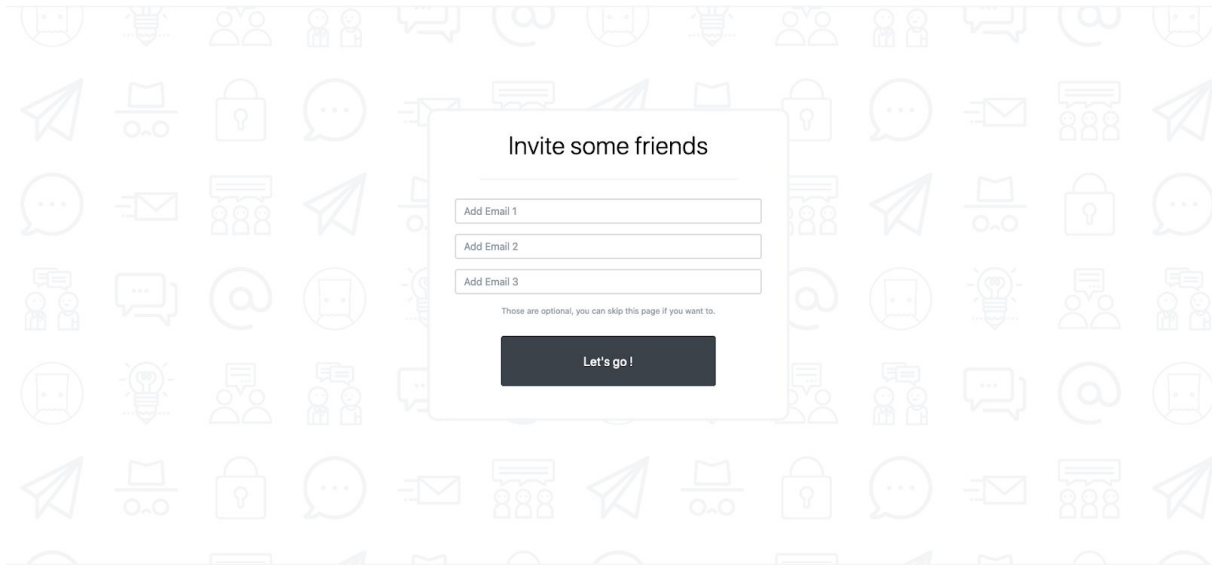 Invite some friends
Add Email 1
Add Email 2
Add Email 3
Those are optional, you can skip this page if you want to.
Let's go !